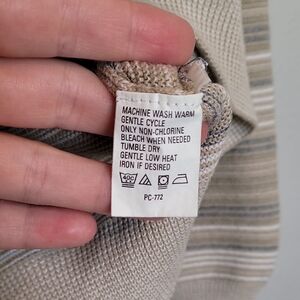 MACHINE WASH WARM
GENTLE CYCLE
ONLY NON-CHLORINE
BLEACH WHEN NEEDED
TUMBLE DRY
GENTLE LOW HEAT
IRON IF DESIRED
40C
PC-772